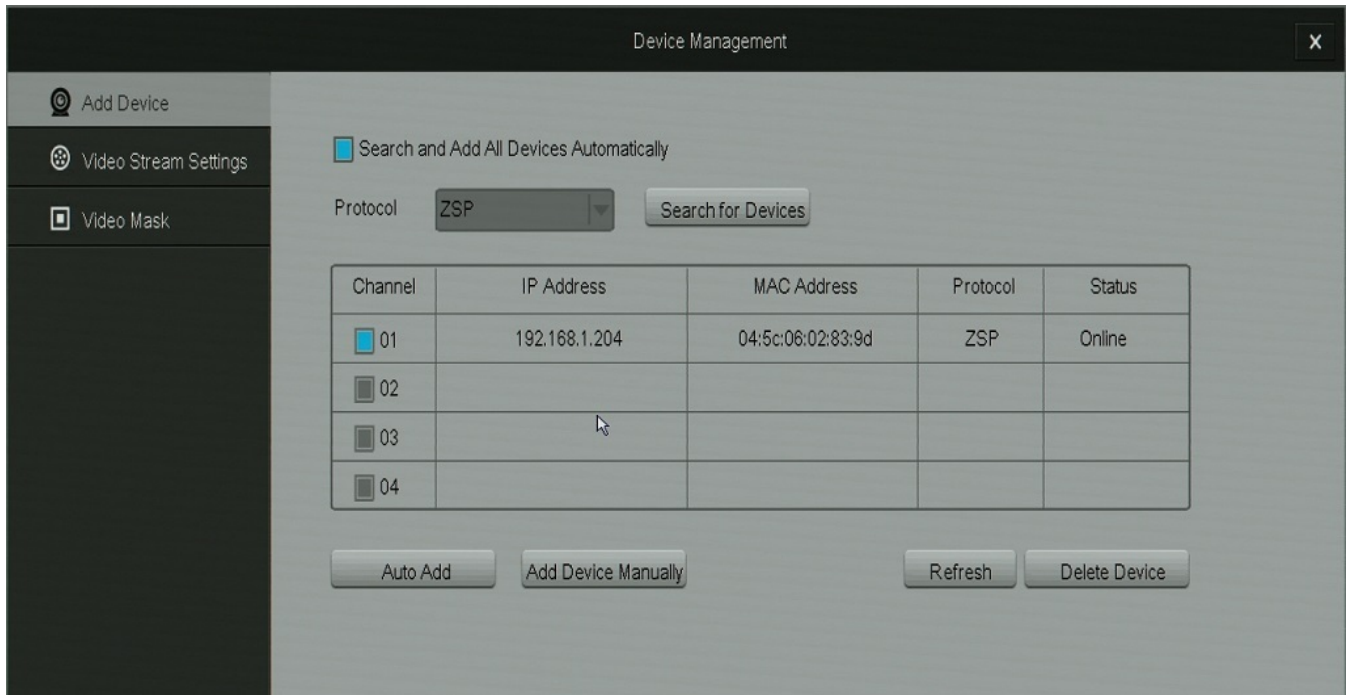 Device Management
X
Add Device
Video Stream Settings
Video Mask
Search and Add All Devices Automatically
Protocol ZSP Search for Devices
Channel IP Address MAC Address Protocol Status
01 192.168.1.204 04:5c:06:02:83:9d ZSP Online
02
03
04
Auto Add Add Device Manually Refresh Delete Device